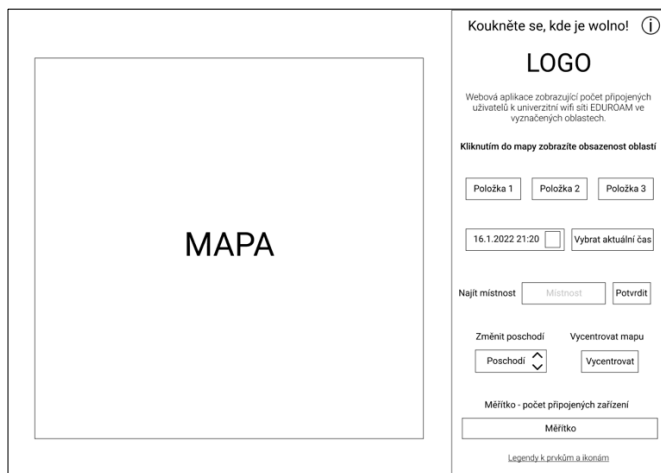 Koukněte se, kde je wolno!
LOGO
Webová aplikace zobrazující počet připojených
uživatelů k univerzitní wifi síti EDUROAM ve
vyznačených oblastech.
Kliknutím do mapy zobrazíte obsazenost oblastí
Položka 1 Položka 2 Položka 3
MAPA
16.1.2022 21:20 Vybrat aktuální čas
Najít místnost Místnost Potvrdit
Změnit poschodí Vycentrovat mapu
Poschodí Vycentrovat
Měřítko - počet připojených zařízení
Měřítko
Legendy k prvkům a ikonám